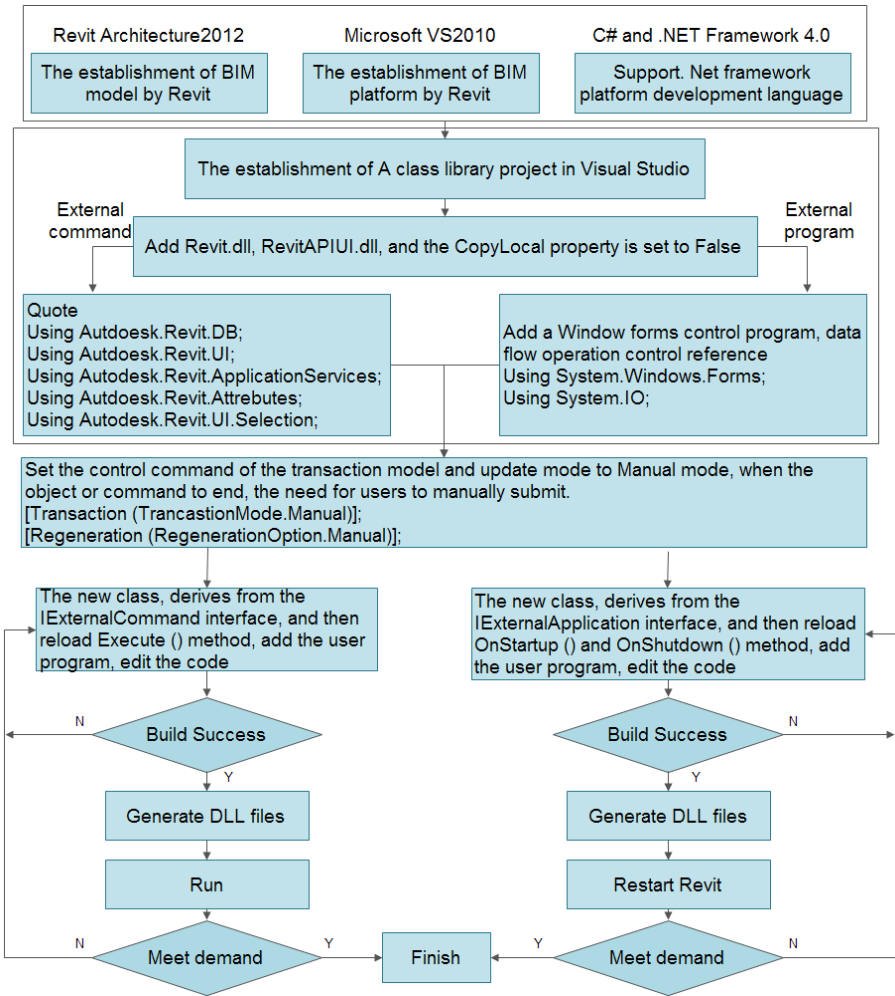 Revit Architecture2012
Microsoft VS2010
C# and .NET Framework 4.0
The establishment of BIM
model by Revit
The establishment of BIM
platform by Revit
Support. Net framework
platform development language
The establishment of A class library project in Visual Studio
External
command
External
program
Add Revit.dll, RevitAPIUI.dll, and the CopyLocal property is set to False
Quote
Using Autdoesk.Revit.DB;
Using Autdoesk.Revit.UI;
Using Autodesk.Revit.ApplicationServices;
Using Autodesk.Revit.Attrebutes;
Using Autodesk.Revit.UI.Selection;
Add a Window forms control program, data
flow operation control reference
Using System.Windows.Forms;
Using System.IO;
Set the control command of the transaction model and update mode to Manual mode, when the
object or command to end, the need for users to manually submit.
[Transaction (TrancastionMode.Manual)];
[Regeneration (RegenerationOption.Manual)];
The new class, derives from the
IExternalCommand interface, and then
reload Execute () method, add the user
program, edit the code
The new class, derives from the
IExternalApplication interface, and then reload
OnStartup () and OnShutdown () method, add
the user program, edit the code
N
Build Success
Y
Build Success
N
Y
Generate DLL files
Generate DLL files
Run
Restart Revit
N
Meet demand
Y
Finish
Y
Meet demand
N